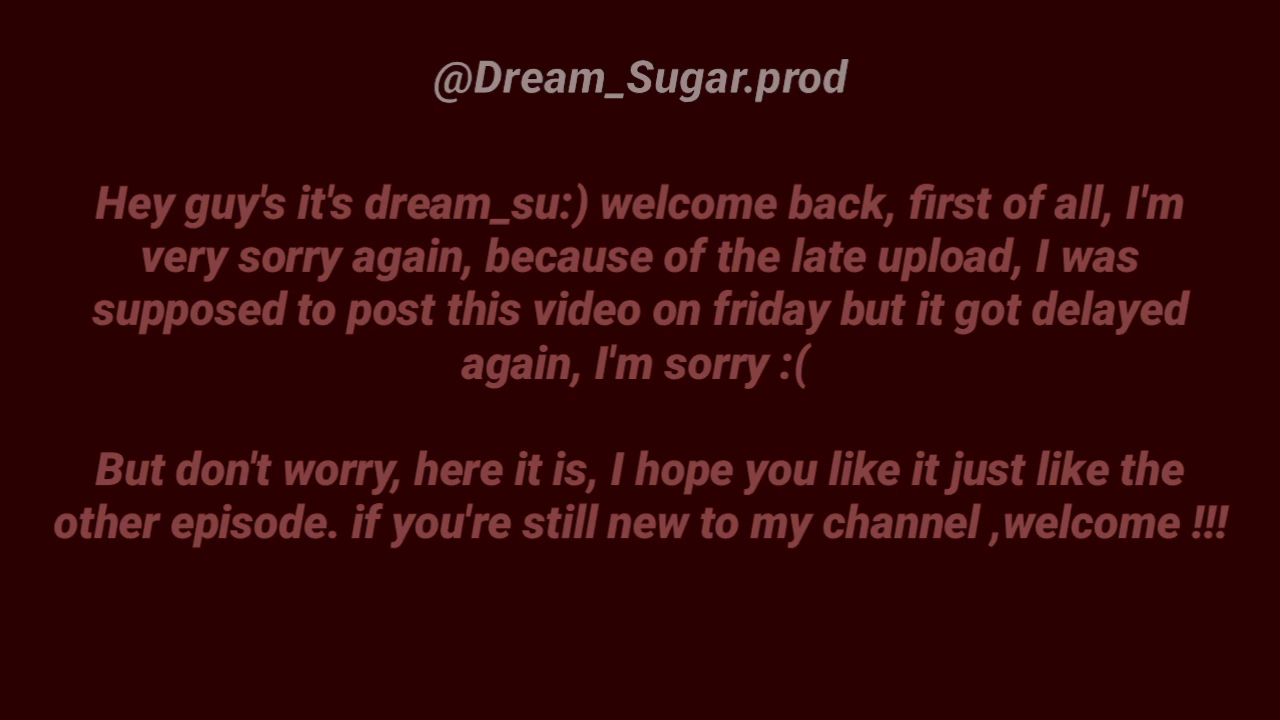 @Dream_Sugar.prod
Hey guy's it's dream_su:) welcome back, first of all, I'm
very sorry again, because of the late upload, I was
supposed to post this video on friday but it got delayed
again, I'm sorry :(
But don't worry, here it is, I hope you like it just like the
other episode. if you're still new to my channel ,welcome !!!